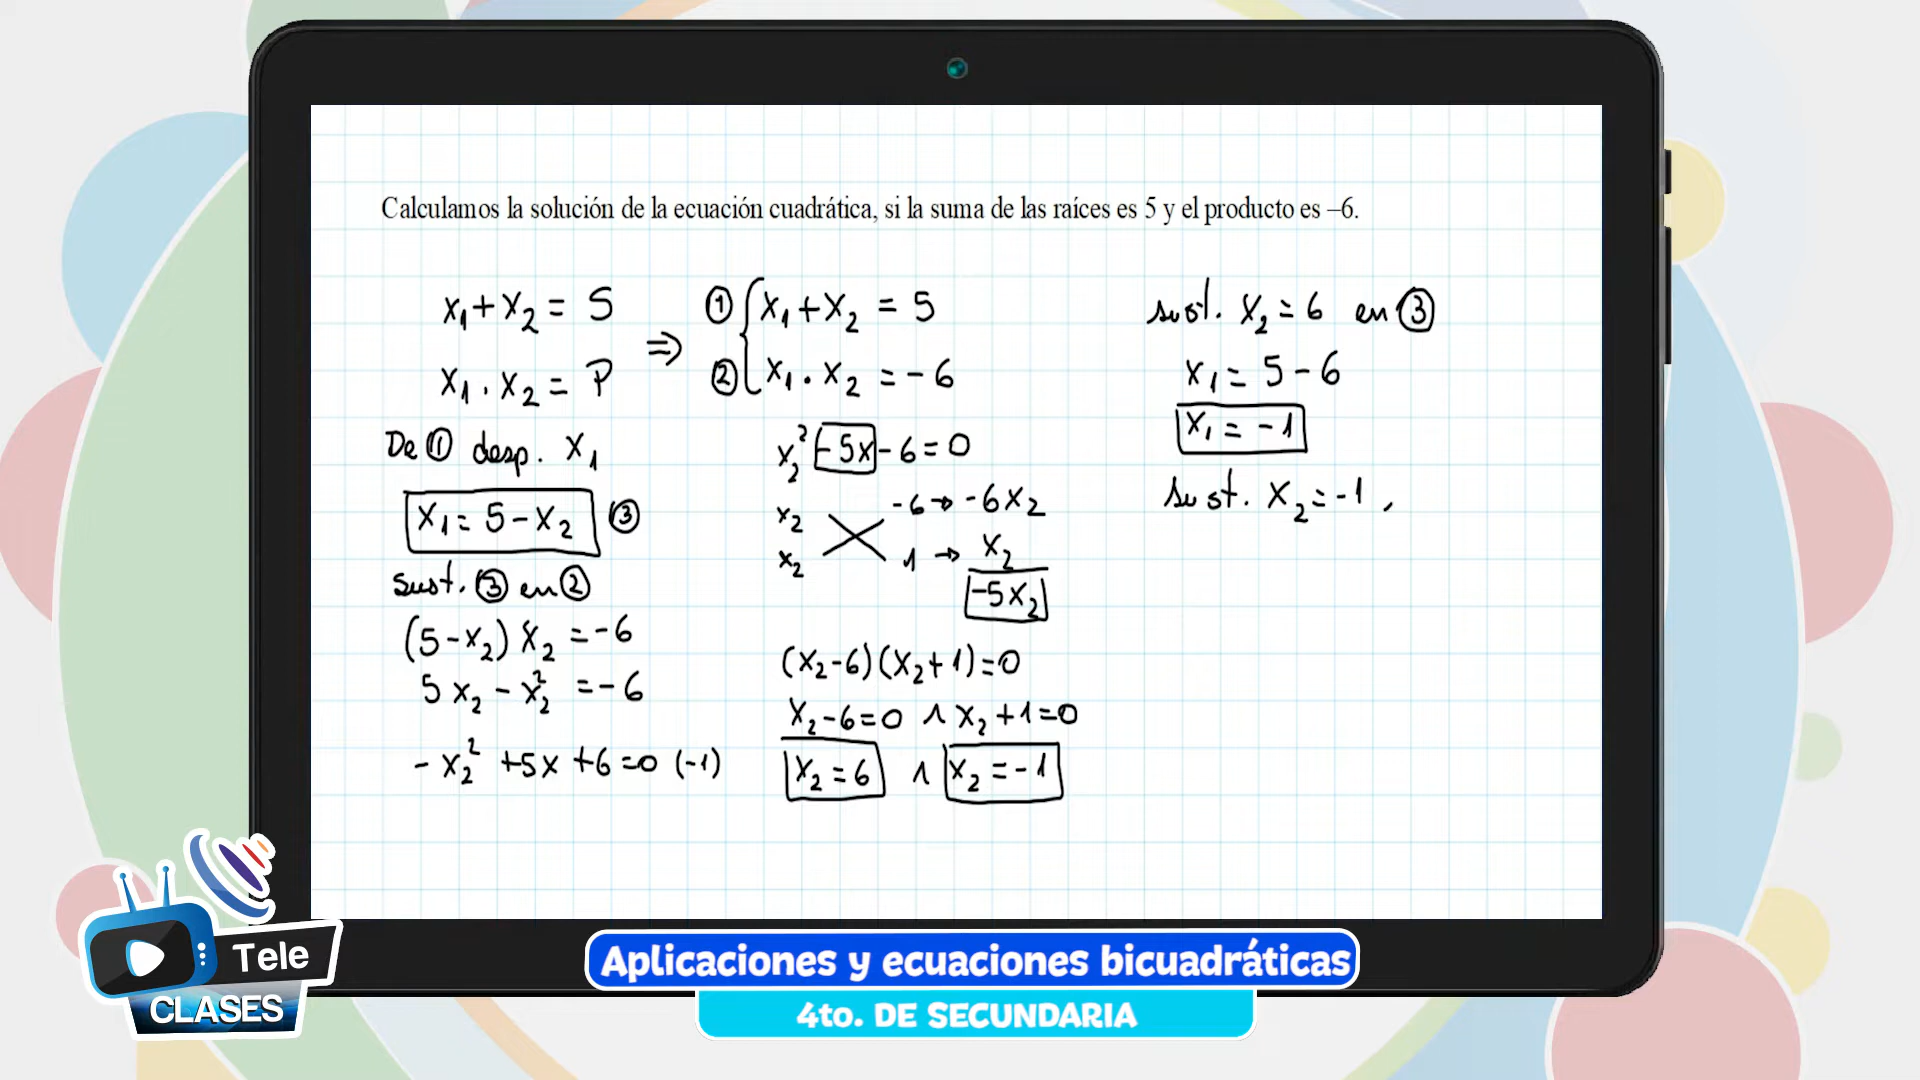 Calculamos la solución de la ecuación cuadrática, si la suma de las raíces es 5 y el producto es –6.
x₁+x₂ = S
x₁ . x₂ = P
⇒
① x₁+x₂ = 5
② x₁ . x₂ = -6
De ① desp. x₁
x₁ = 5-x₂ ③
sust. ③ en ②
(5-x₂) x₂ = -6
5x₂ - x₂² = -6
-x₂² +5x +6=0 (-1)
x₂² -5x -6=0
x₂ -6 → -6x₂
x₂ 1 → x₂
-5x₂
(x₂-6)(x₂+1)=0
x₂-6=0 ∧ x₂+1=0
x₂ = 6 ∧ x₂ = -1
sust. x₂ = 6 en ③
x₁ = 5-6
x₁ = -1
sust. x₂ = -1
Tele
CLASES
Aplicaciones y ecuaciones bicuadráticas
4to. DE SECUNDARIA